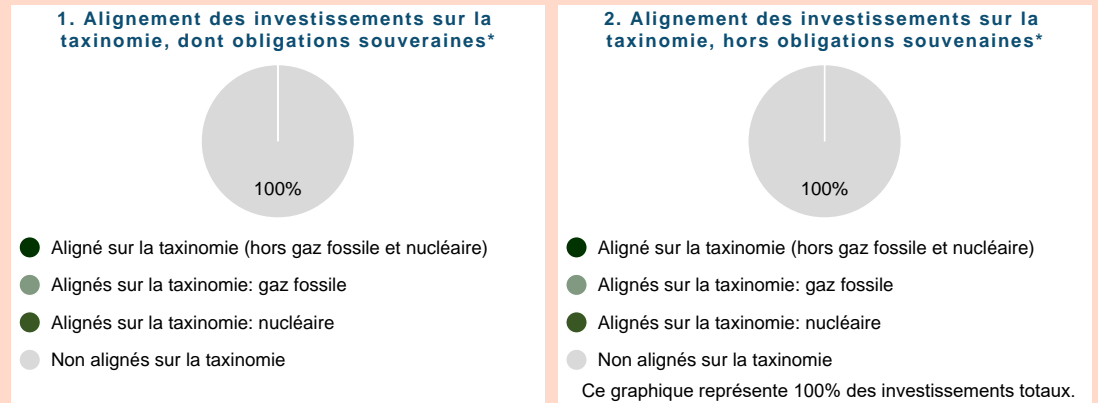 1. Alignement des investissements sur la
taxinomie, dont obligations souveraines*
100%
Aligné sur la taxinomie (hors gaz fossile et nucléaire)
Alignés sur la taxinomie: gaz fossile
Alignés sur la taxinomie: nucléaire
Non alignés sur la taxinomie
2. Alignement des investissements sur la
taxinomie, hors obligations souvenaines*
100%
Aligné sur la taxinomie (hors gaz fossile et nucléaire)
Alignés sur la taxinomie: gaz fossile
Alignés sur la taxinomie: nucléaire
Non alignés sur la taxinomie
Ce graphique représente 100% des investissements totaux.